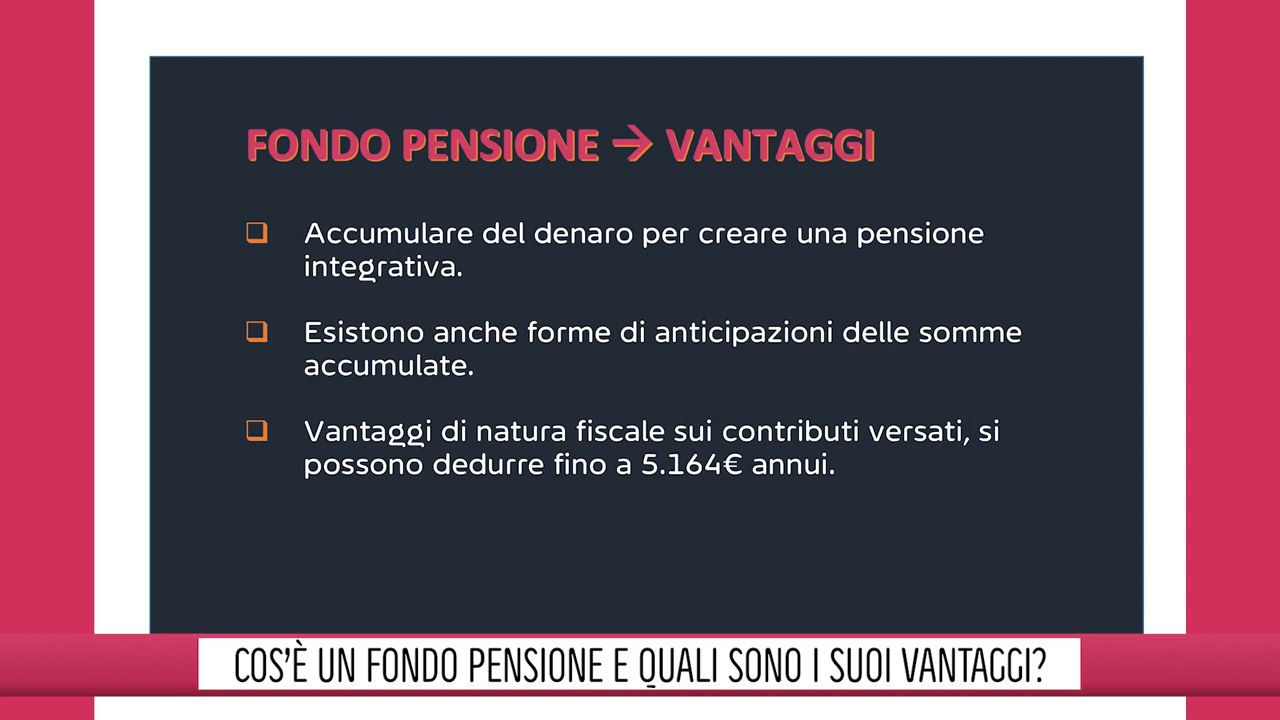 FONDO PENSIONE → VANTAGGI
❑ Accumulare del denaro per creare una pensione
integrativa.
❑ Esistono anche forme di anticipazioni delle somme
accumulate.
❑ Vantaggi di natura fiscale sui contributi versati, si
possono dedurre fino a 5.164€ annui.
COS'È UN FONDO PENSIONE E QUALI SONO I SUOI VANTAGGI?